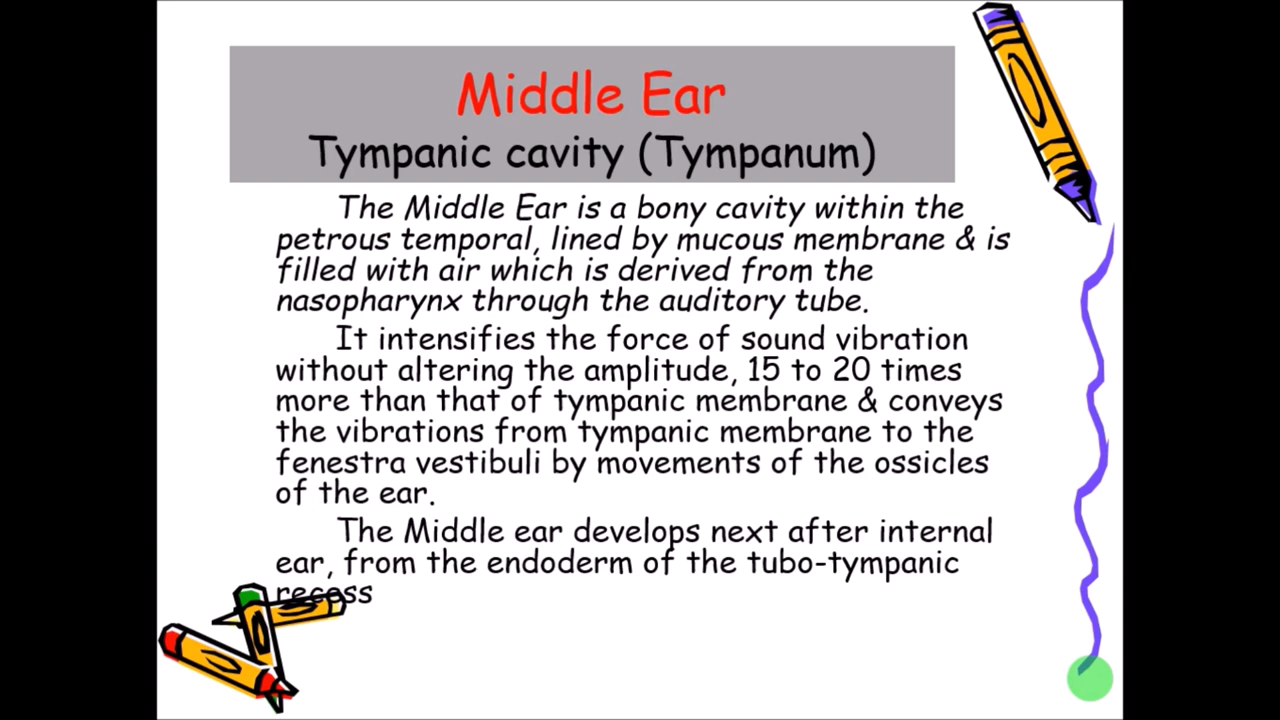 Middle Ear
Tympanic cavity (Tympanum)
The Middle Ear is a bony cavity within the
petrous temporal, lined by mucous membrane & is
filled with air which is derived from the
nasopharynx through the auditory tube.
It intensifies the force of sound vibration
without altering the amplitude, 15 to 20 times
more than that of tympanic membrane & conveys
the vibrations from tympanic membrane to the
fenestra vestibuli by movements of the ossicles
of the ear.
The Middle ear develops next after internal
ear, from the endoderm of the tubo-tympanic
recess